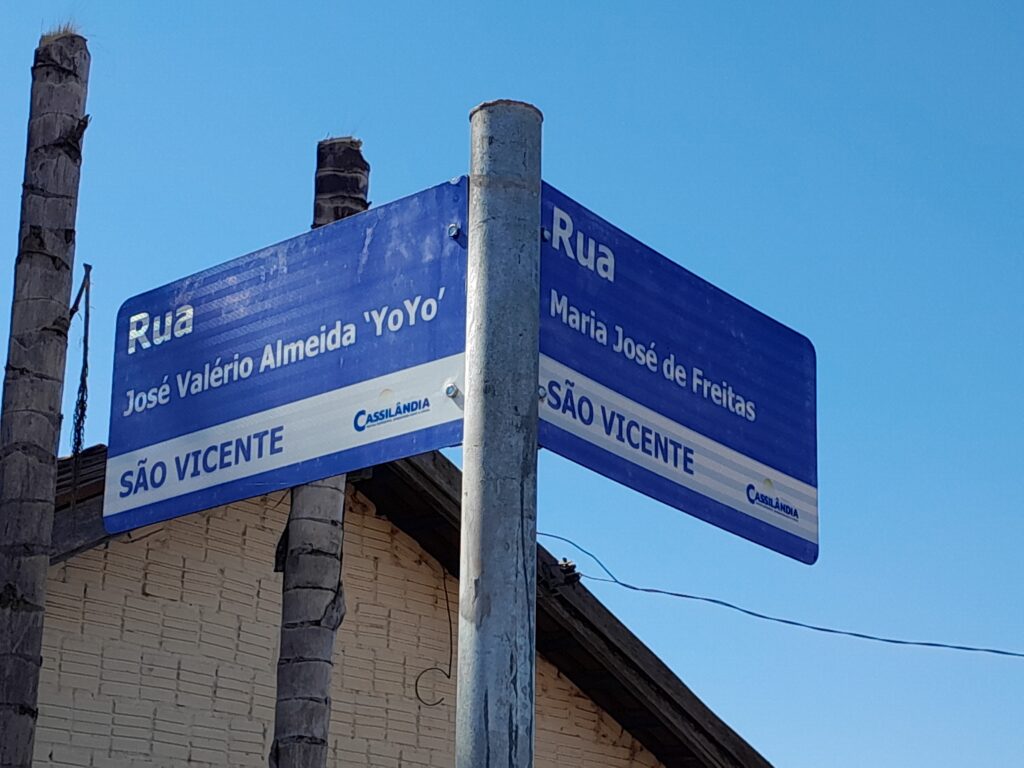 Rua
José Valério Almeida 'YoYo'
SÃO VICENTE
CASSILÂNDIA
Rua
Maria José de Freitas
SÃO VICENTE
CASSILÂNDIA